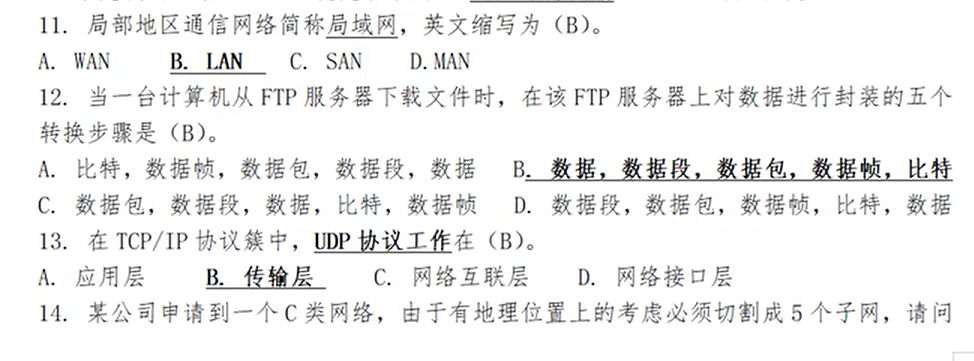 11. 局部地区通信网络简称局域网，英文缩写为（B）。
A. WAN B. LAN C. SAN D.MAN
12. 当一台计算机从 FTP 服务器下载文件时，在该 FTP 服务器上对数据进行封装的五个
转换步骤是（B）。
A. 比特，数据帧，数据包，数据段，数据 B. 数据，数据段，数据包，数据帧，比特
C. 数据包，数据段，数据，比特，数据帧 D. 数据段，数据包，数据帧，比特，数据
13. 在 TCP/IP 协议簇中，UDP 协议工作在（B）。
A. 应用层 B. 传输层 C. 网络互联层 D. 网络接口层
14. 某公司申请到一个 C 类网络，由于有地理位置上的考虑必须切割成 5 个子网，请问